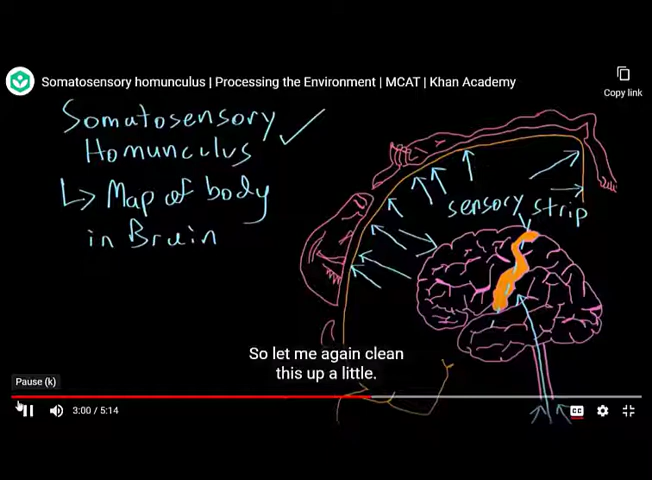 Somatosensory homunculus | Processing the Environment | MCAT | Khan Academy
Copy link
Somatosensory
Homunculus
Map of body
in Brain
sensory strip
So let me again clean
this up a little.
Pause (k)
3:00 / 5:14
CC